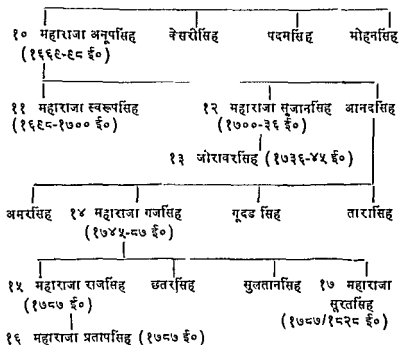 १० महाराजा अनूपसिंह केसरीसिंह पदमसिंह मोहनसिंह
(१६६९-९८ ई०)
११ महाराजा स्वरूपसिंह १२ महाराजा सुजानसिंह आनदसिंह
(१६९८-१७०० ई०) (१७००-३६ ई०)
१३ जोरावरसिंह (१७३६-४५ ई०)
अमरसिंह १४ महाराजा गजसिंह गूदड सिंह तारासिंह
(१७४५-८७ ई०)
१५ महाराजा राजसिंह छतरसिंह सुलतानसिंह १७ महाराजा
(१७८७ ई०) सूरतसिंह
(१७८७/१८२८ ई०)
१६ महाराजा प्रतापसिंह (१७८७ ई०)